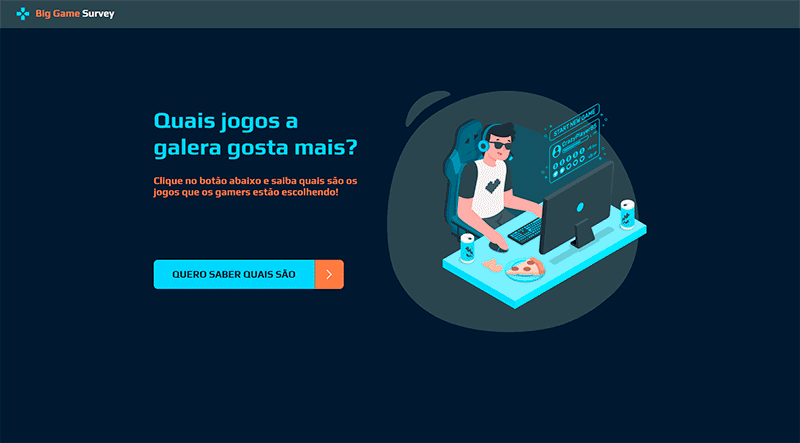 Big Game Survey
Quais jogos a
galera gosta mais?
Clique no botão abaixo e saiba quais são os
jogos que os gamers estão escolhendo!
QUERO SABER QUAIS SÃO
START NEW GAME
CrazyPlayer85